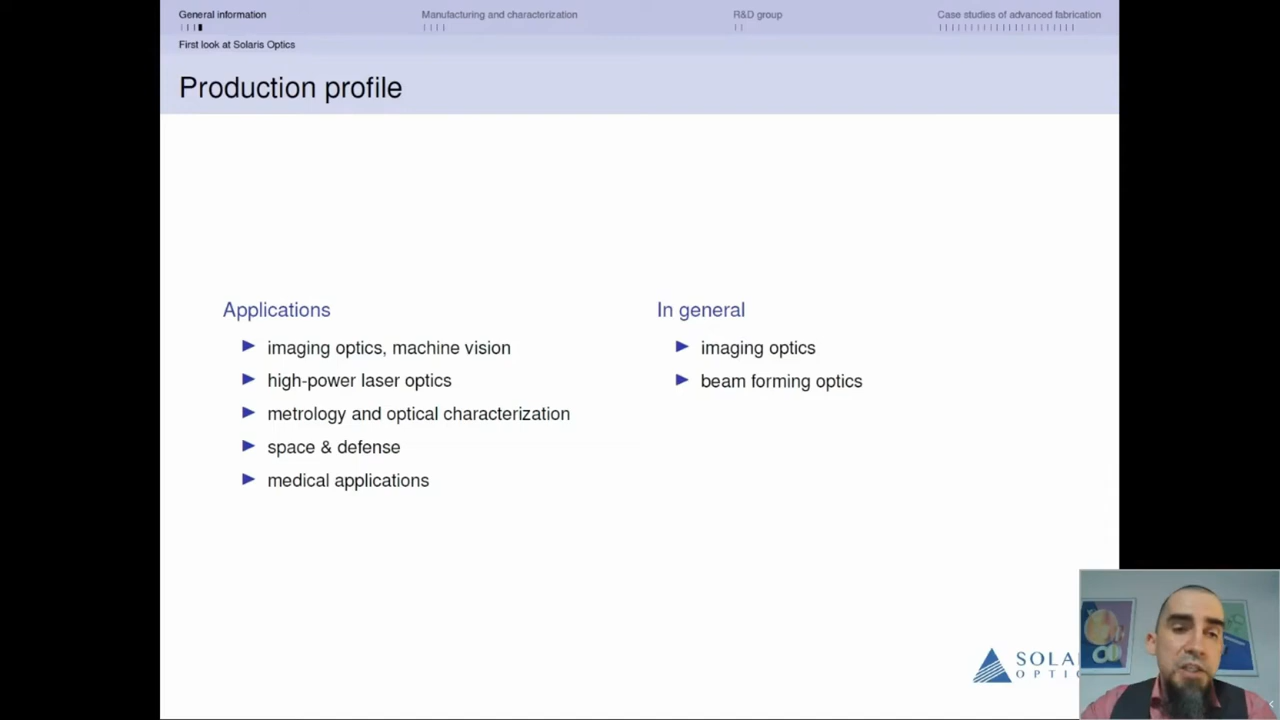 General information
Manufacturing and characterization
R&D group
Case studies of advanced fabrication
First look at Solaris Optics
Production profile
Applications
imaging optics, machine vision
high-power laser optics
metrology and optical characterization
space & defense
medical applications
In general
imaging optics
beam forming optics
SOLA
OPTIC